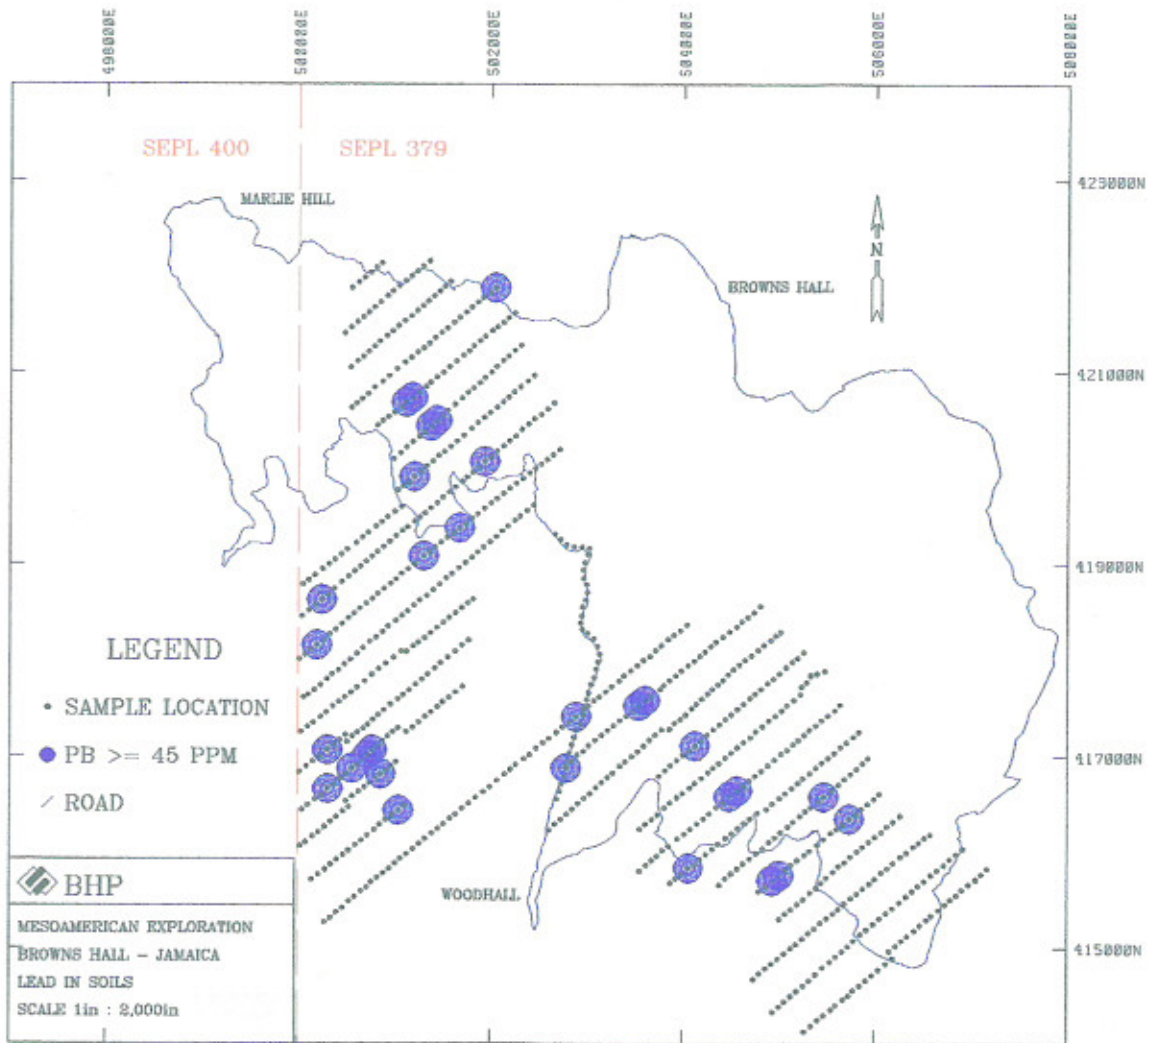 498000E
500000E
502000E
504000E
506000E
508000E
SEPL 400
SEPL 379
MARLIE HILL
423000N
N
BROWNS HALL
421000N
419000N
LEGEND
SAMPLE LOCATION
PB >= 45 PPM
417000N
ROAD
BHP
WOODHALL
MESOAMERICAN EXPLORATION
BROWNS HALL - JAMAICA
415000N
LEAD IN SOILS
SCALE 1in : 2,000in